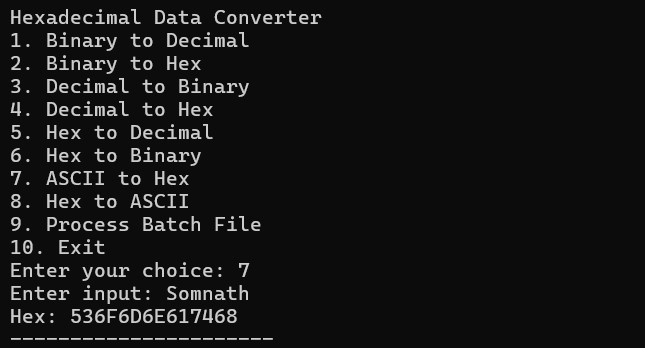 Hexadecimal Data Converter
1. Binary to Decimal
2. Binary to Hex
3. Decimal to Binary
4. Decimal to Hex
5. Hex to Decimal
6. Hex to Binary
7. ASCII to Hex
8. Hex to ASCII
9. Process Batch File
10. Exit
Enter your choice: 7
Enter input: Somnath
Hex: 536F6D6E617468
----------------------